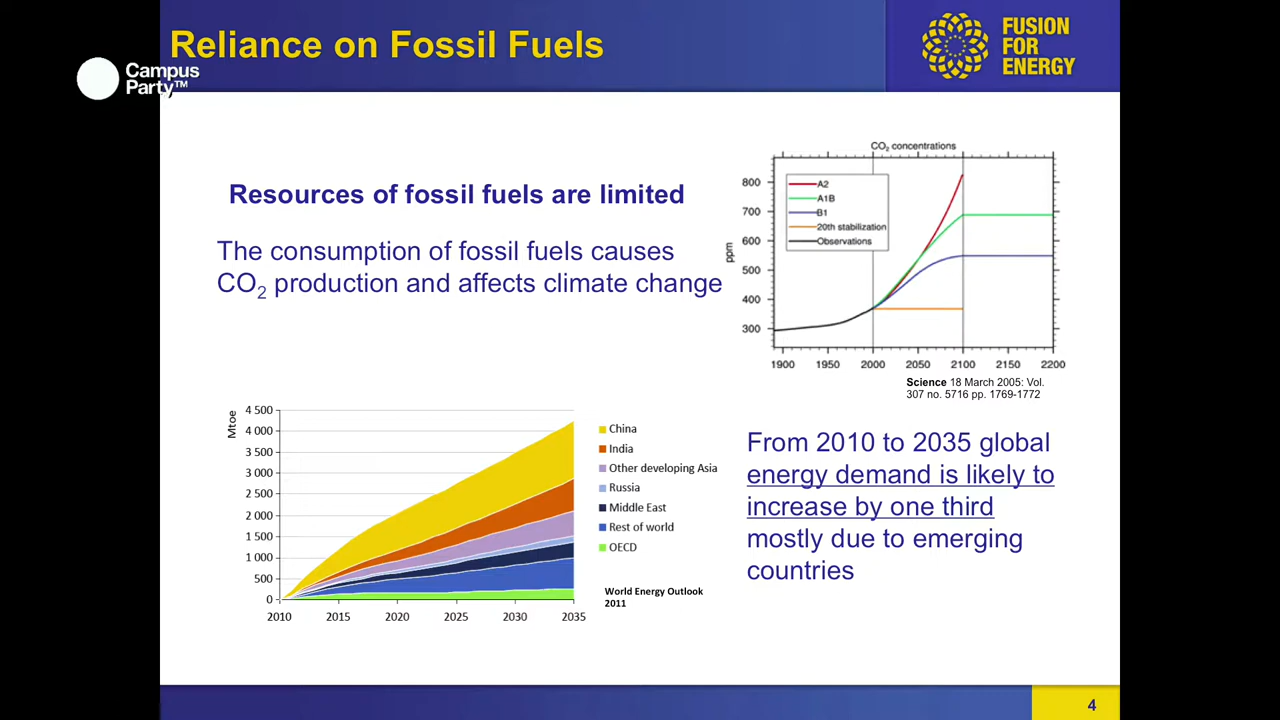 Reliance on Fossil Fuels
FUSION
FOR
ENERGY
Campus
Party™
Resources of fossil fuels are limited
The consumption of fossil fuels causes
CO2 production and affects climate change
CO2 concentrations
800
700
600
500
400
300
ppm
A2
A1B
B1
20th stabilization
Observations
1900 1950 2000 2050 2100 2150 2200
Science 18 March 2005: Vol.
307 no. 5716 pp. 1769-1772
Mtoe
4 500
4 000
3 500
3 000
2 500
2 000
1 500
1 000
500
0
2010 2015 2020 2025 2030 2035
China
India
Other developing Asia
Russia
Middle East
Rest of world
OECD
World Energy Outlook
2011
From 2010 to 2035 global
energy demand is likely to
increase by one third
mostly due to emerging
countries
4